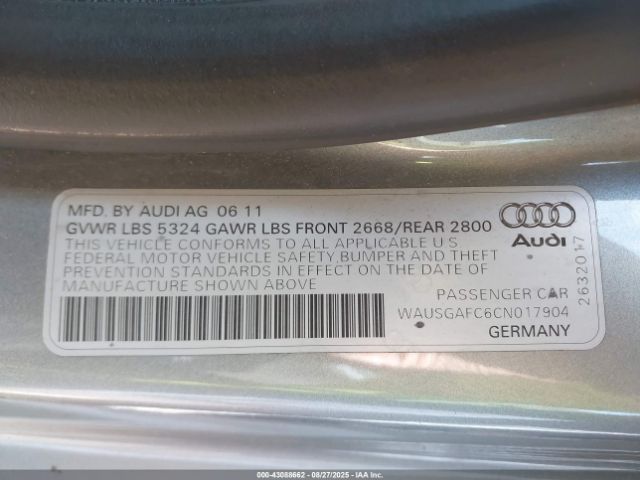 MFD. BY AUDI AG 06 11
GVWR LBS 5324 GAWR LBS FRONT 2668/REAR 2800
THIS VEHICLE CONFORMS TO ALL APPLICABLE U S
FEDERAL MOTOR VEHICLE SAFETY,BUMPER AND THEFT
PREVENTION STANDARDS IN EFFECT ON THE DATE OF
MANUFACTURE SHOWN ABOVE
Audi
2632017
PASSENGER CAR
WAUSGAFC6CN017904
GERMANY
000-43088662 - 08/27/2025 - IAA Inc.